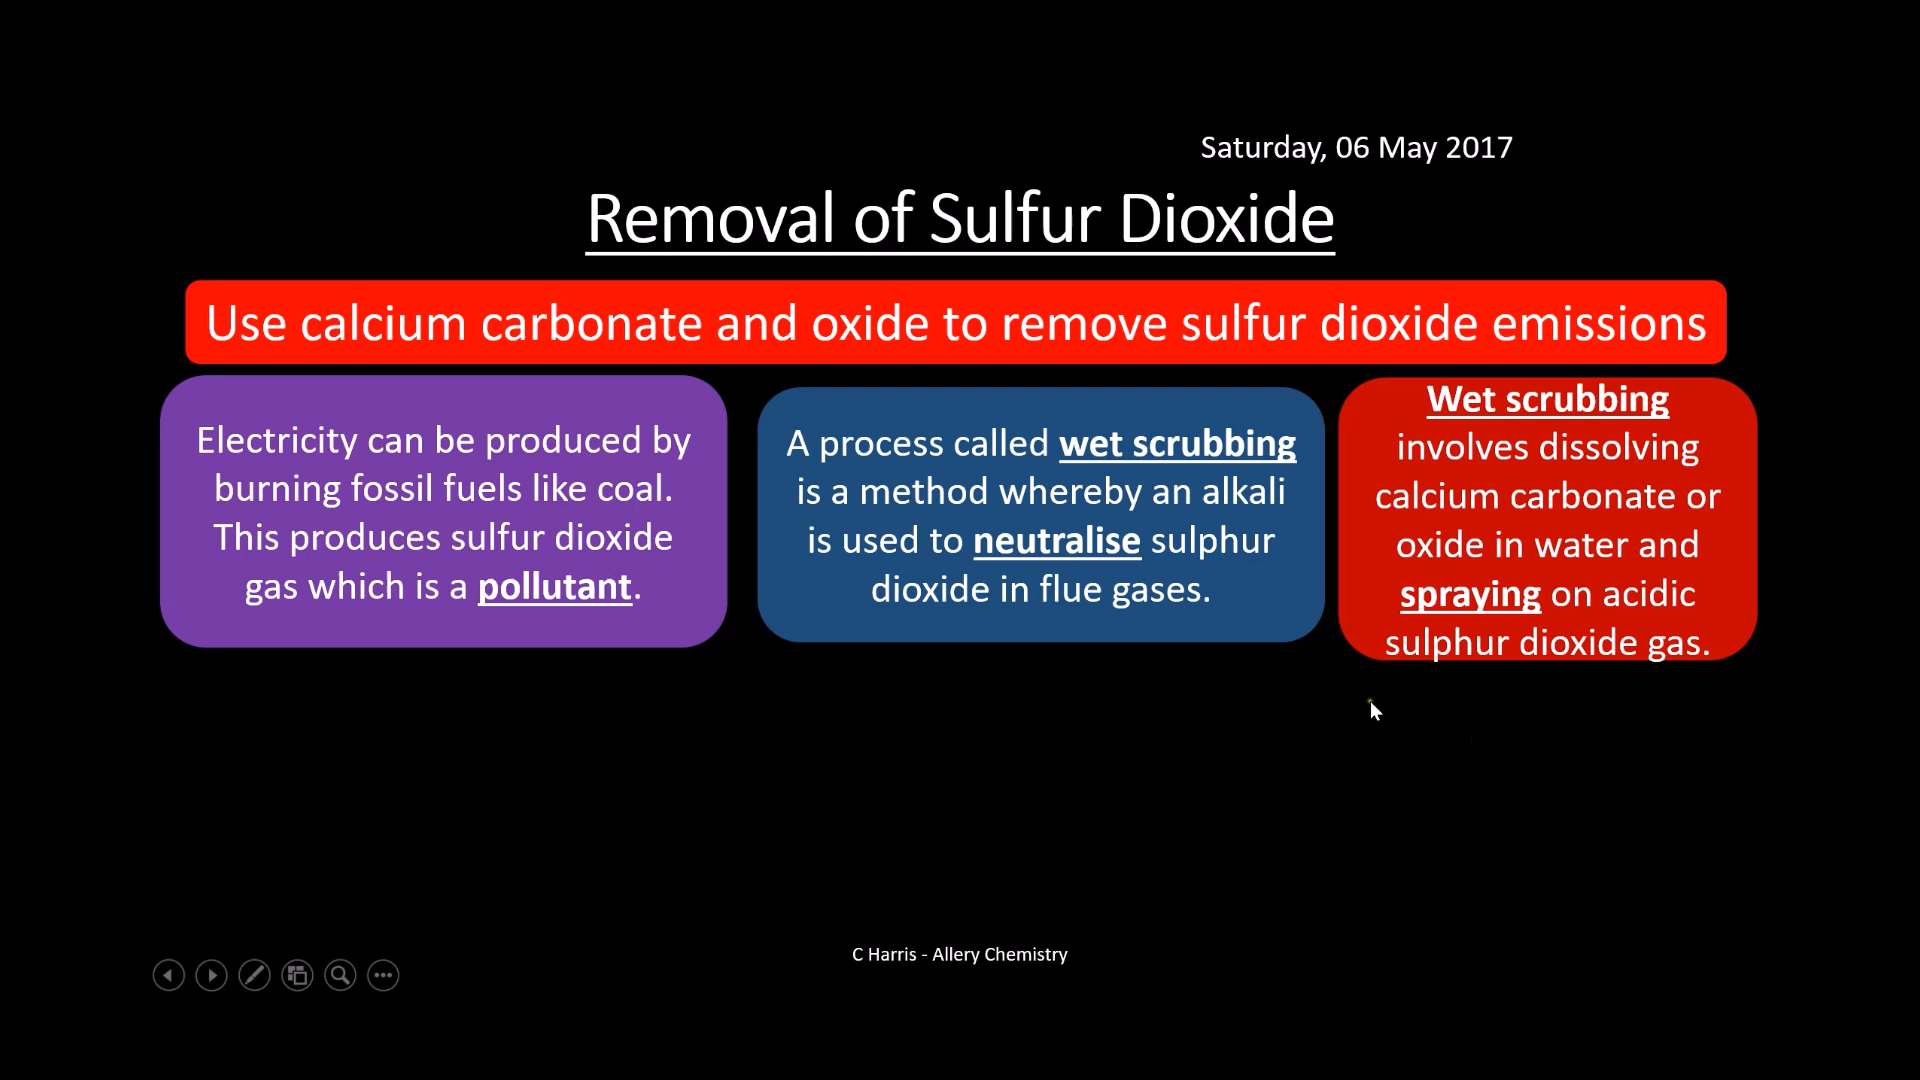 Saturday, 06 May 2017
Removal of Sulfur Dioxide
Use calcium carbonate and oxide to remove sulfur dioxide emissions
Electricity can be produced by
burning fossil fuels like coal.
This produces sulfur dioxide
gas which is a pollutant.
A process called wet scrubbing
is a method whereby an alkali
is used to neutralise sulphur
dioxide in flue gases.
Wet scrubbing
involves dissolving
calcium carbonate or
oxide in water and
spraying on acidic
sulphur dioxide gas.
C Harris - Allery Chemistry